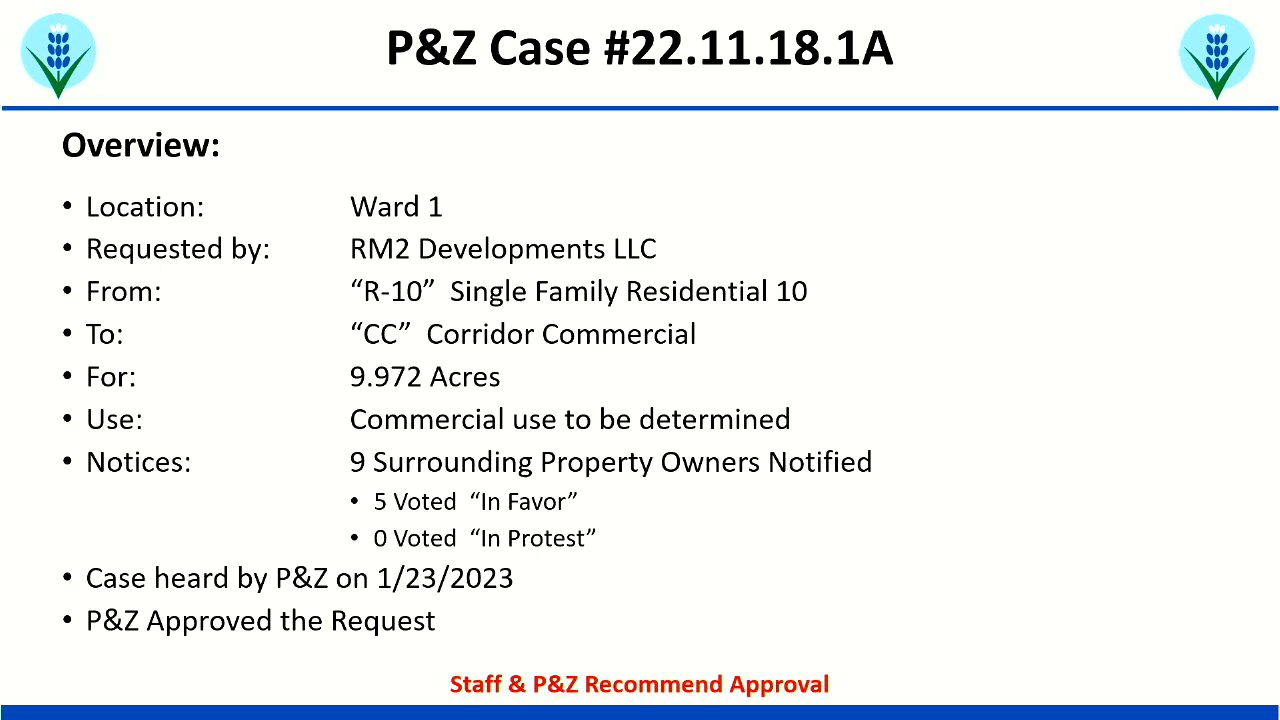 P&Z Case #22.11.18.1A
Overview:
• Location: Ward 1
• Requested by: RM2 Developments LLC
• From: “R-10” Single Family Residential 10
• To: “CC” Corridor Commercial
• For: 9.972 Acres
• Use: Commercial use to be determined
• Notices: 9 Surrounding Property Owners Notified
• 5 Voted “In Favor”
• 0 Voted “In Protest”
• Case heard by P&Z on 1/23/2023
• P&Z Approved the Request
Staff & P&Z Recommend Approval